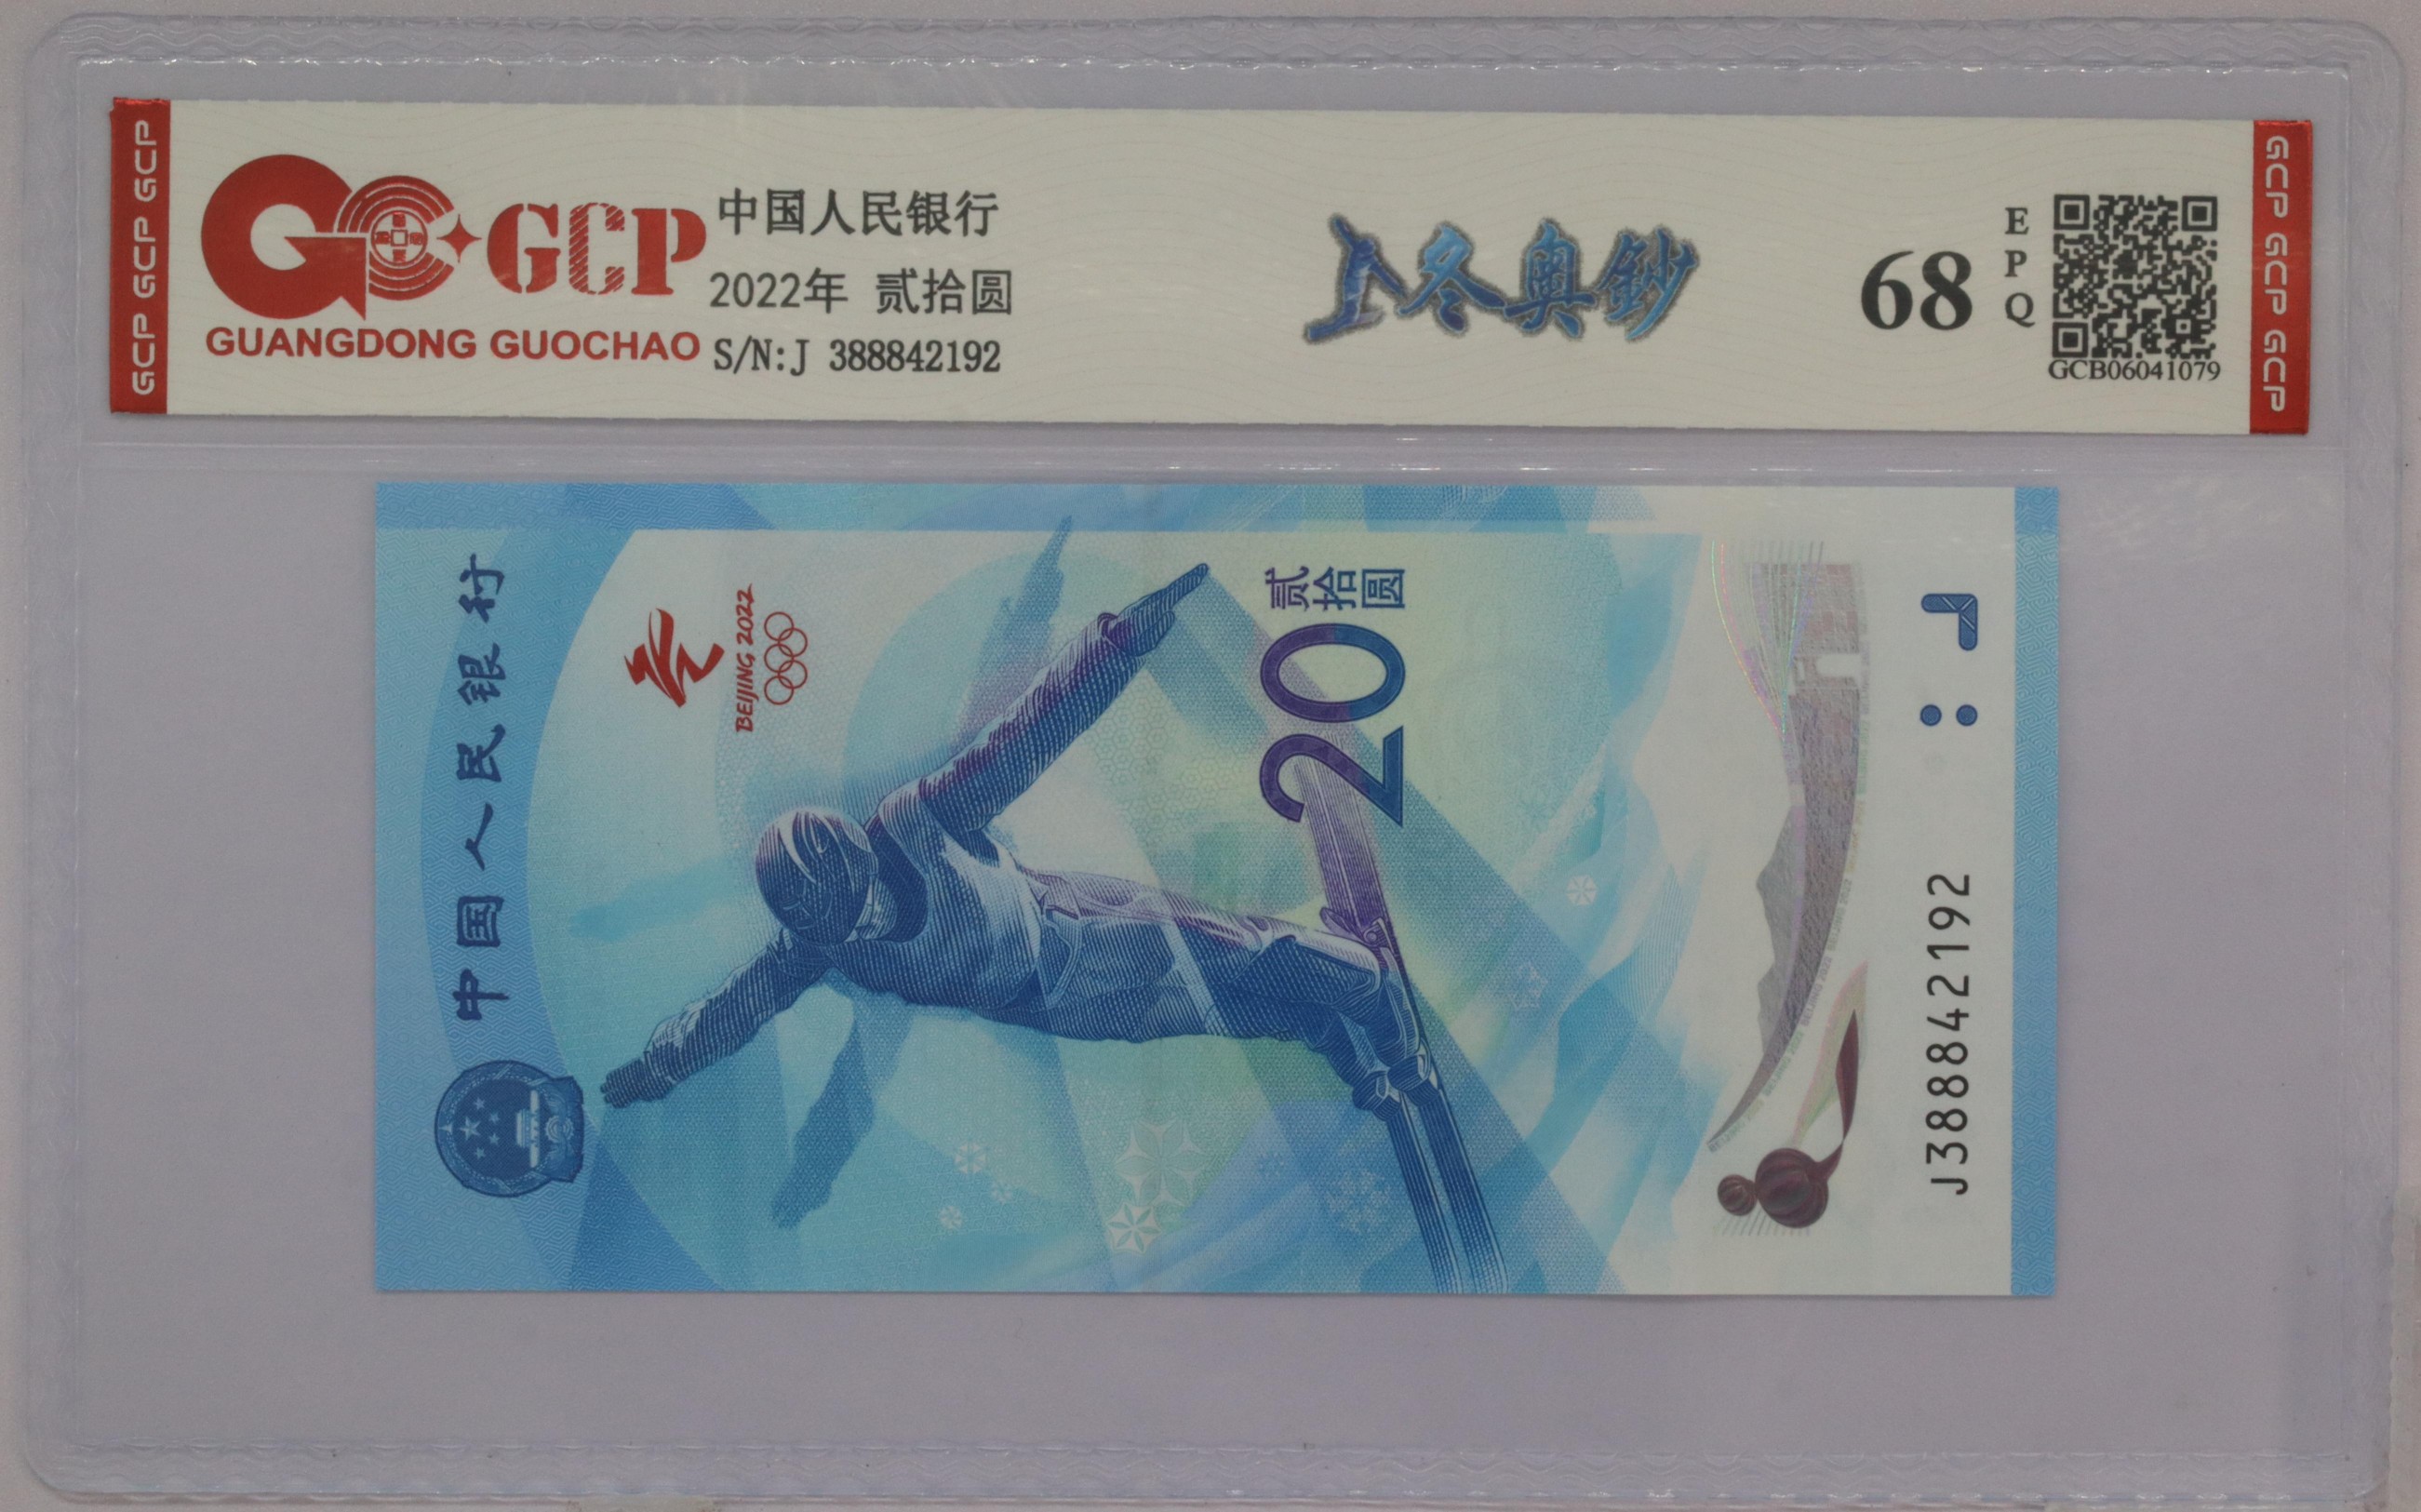 GCP GCP GCP
GCP
GUANGDONG GUOCHAO
中国人民银行
2022年 贰拾圆
S/N:J 388842192
上冬奥鈔
68
EPQ
GCB06041079
GCP GCP GCP
中国人民银行
BEIJING 2022
贰拾圆
20
J388842192